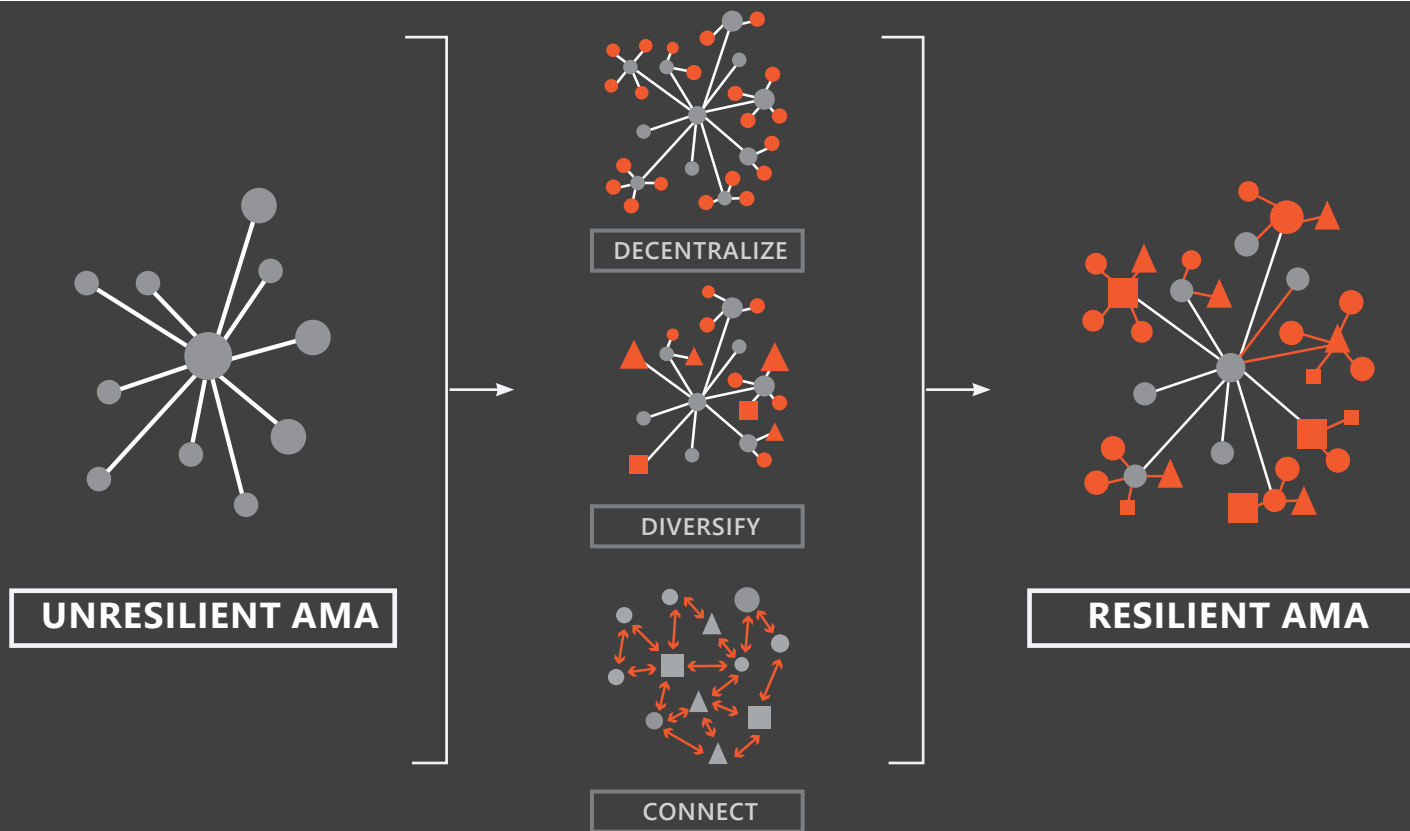 DECENTRALIZE
DIVERSIFY
UNRESILIENT AMA
RESILIENT AMA
CONNECT